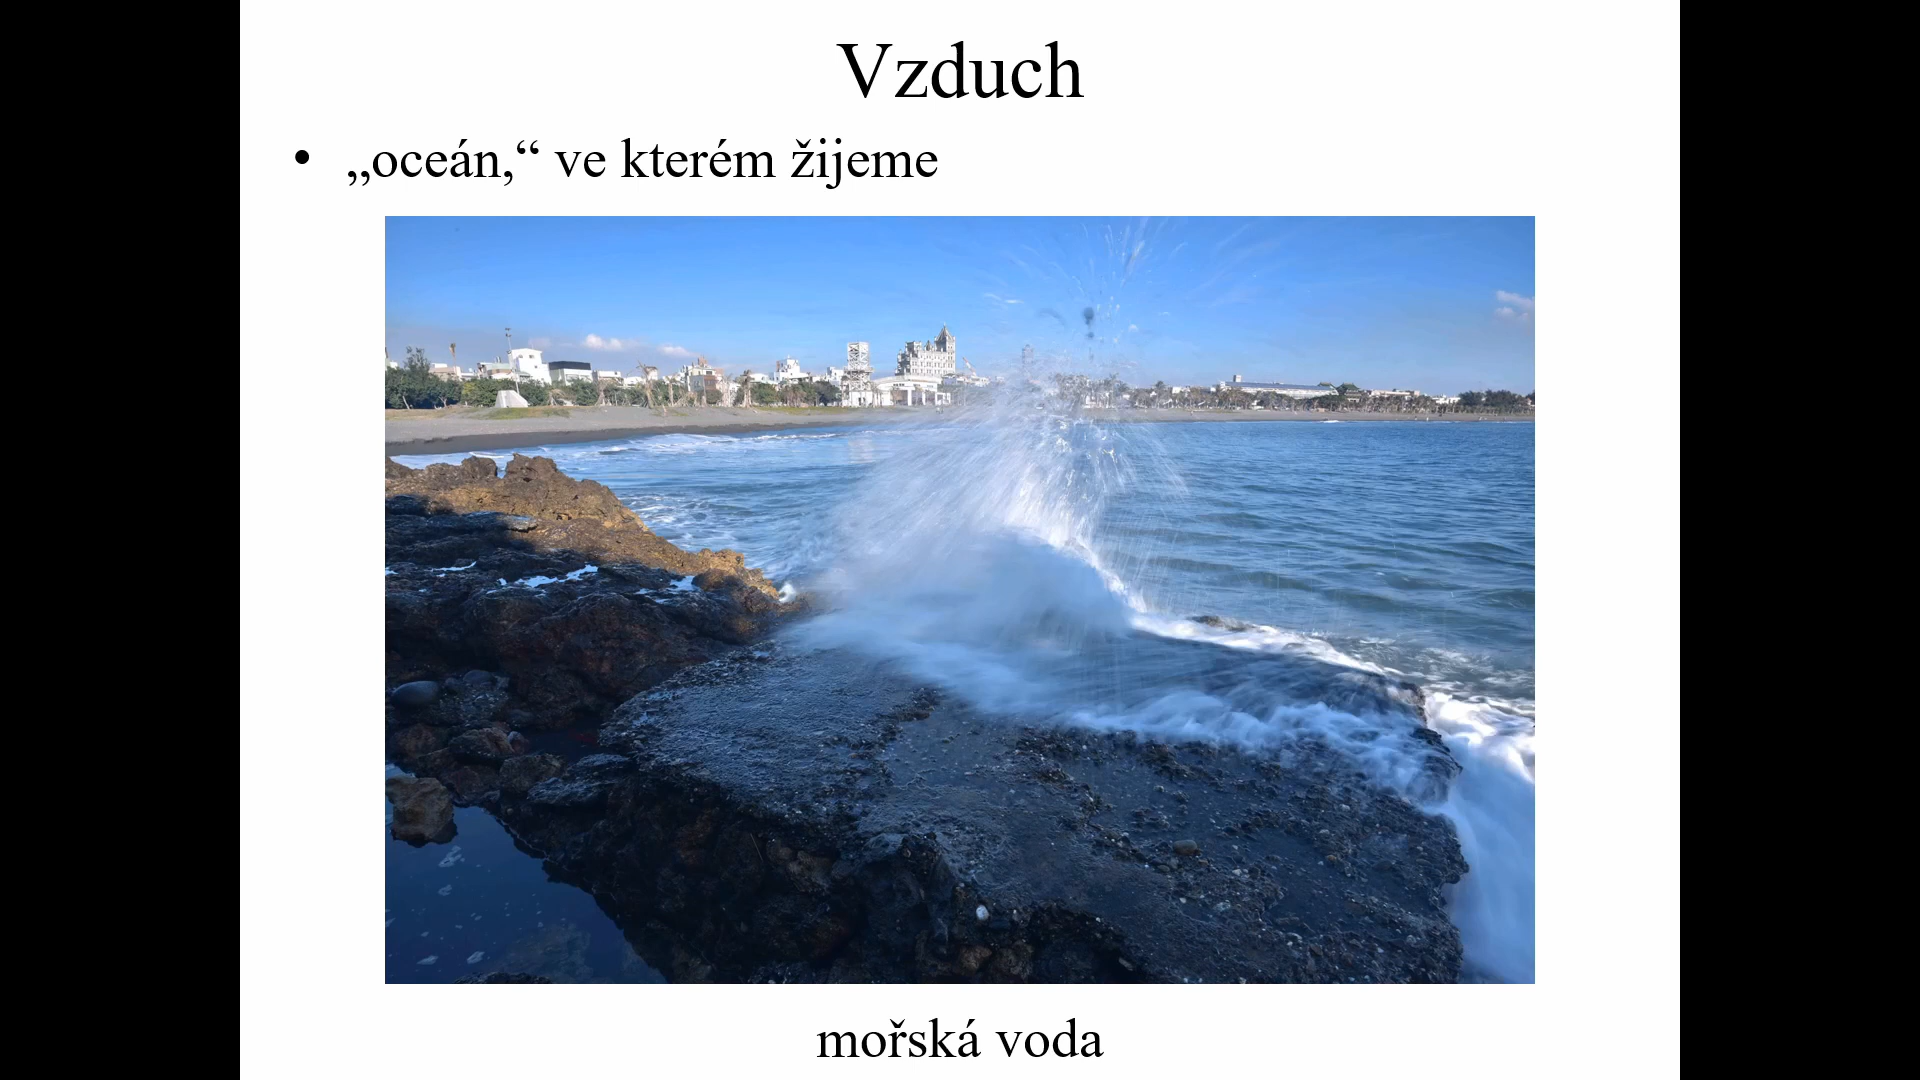 Vzduch
• „oceán,“ ve kterém žijeme
mořská voda